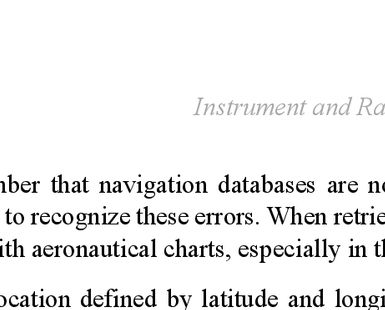 Instrument and Ra
mber that navigation databases are no
to recognize these errors. When retrie
ith aeronautical charts, especially in th
ocation defined by latitude and longi